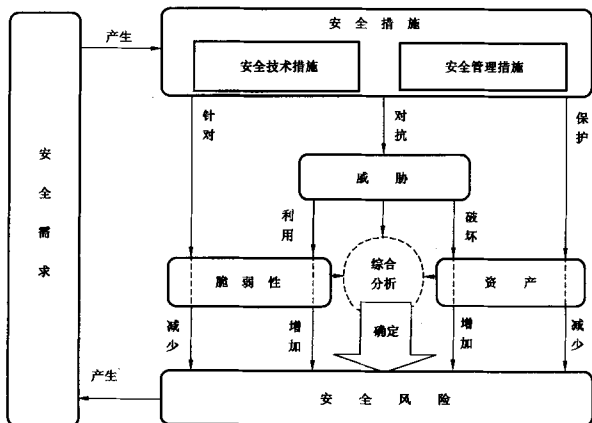 安全措施
产生
安全技术措施
安全管理措施
针对
对抗
保护
安全需求
威胁
利用
破坏
综合
分析
脆弱性
资产
减少
增加
确定
增加
减少
产生
安全风险